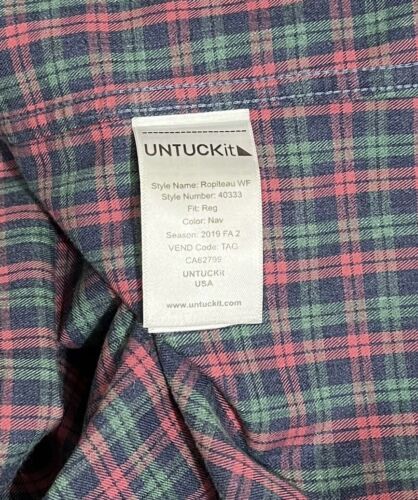 UNTUCKit
Style Name: Ropiteau WF
Style Number: 40333
Fit: Reg
Color: Nav
Season: 2019 FA 2
VEND Code: TAG
CA62799
UNTUCKit
USA
www.untuckit.com